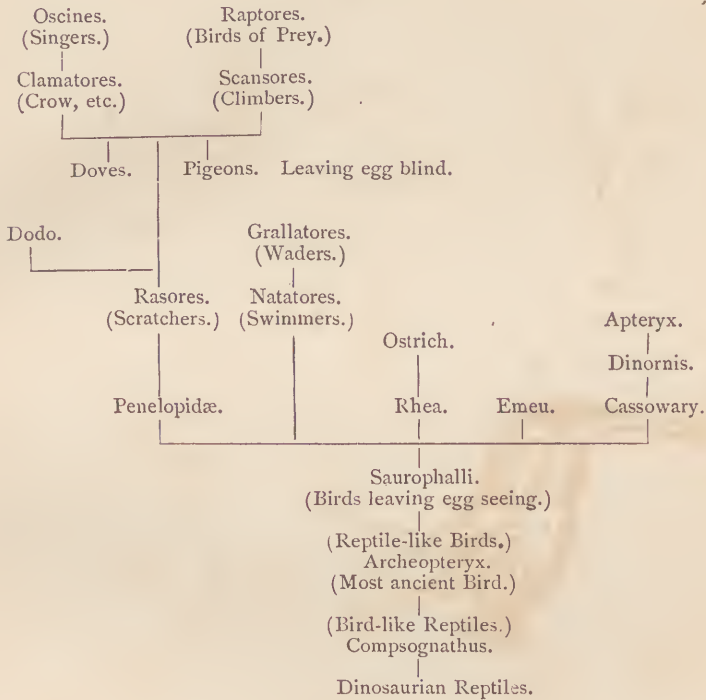 Oscines. Raptores.
(Singers.) (Birds of Prey.)
Clamatores. Scansores.
(Crow, etc.) (Climbers.)
Doves. Pigeons. Leaving egg blind.
Dodo. Grallatores.
(Waders.)
Rasores. Natatores.
(Scratchers.) (Swimmers.)
Apteryx.
Ostrich.
Dinornis.
Penelopidæ. Rhea. Emeu. Cassowary.
Saurophalli.
(Birds leaving egg seeing.)
(Reptile-like Birds.)
Archeopteryx.
(Most ancient Bird.)
(Bird-like Reptiles.)
Compsognathus.
Dinosaurian Reptiles.